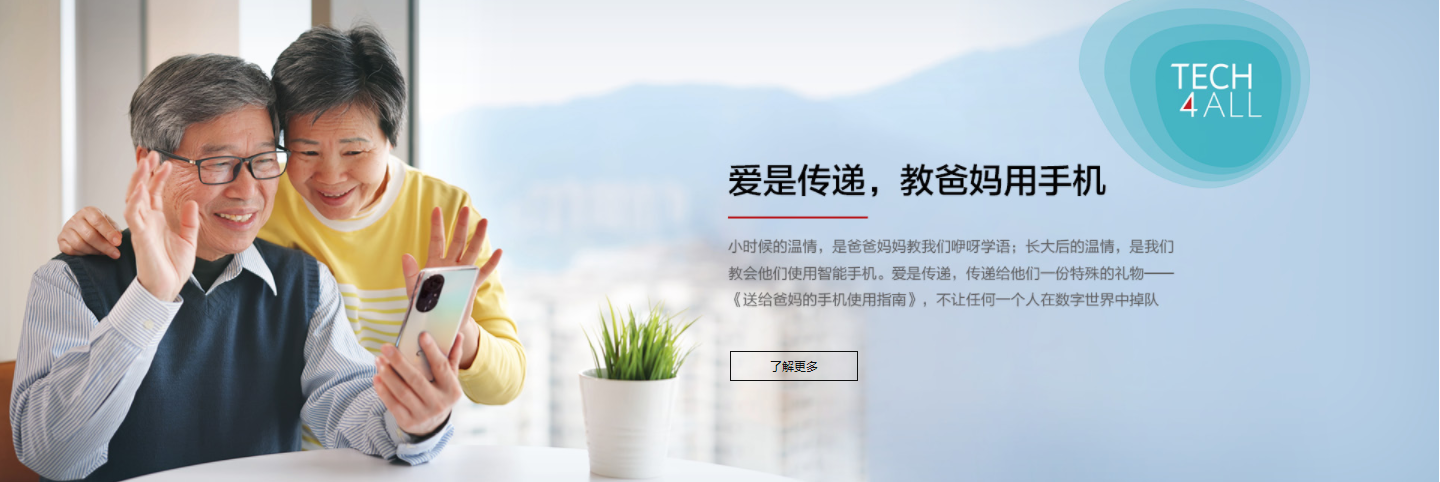 TECH
4ALL
爱是传递，教爸妈用手机
小时候的温情，是爸爸妈妈教我们咿呀学语；长大后的温情，是我们
教会他们使用智能手机。爱是传递，传递给他们一份特殊的礼物——
《送给爸妈的手机使用指南》，不让任何一个人在数字世界中掉队
了解更多